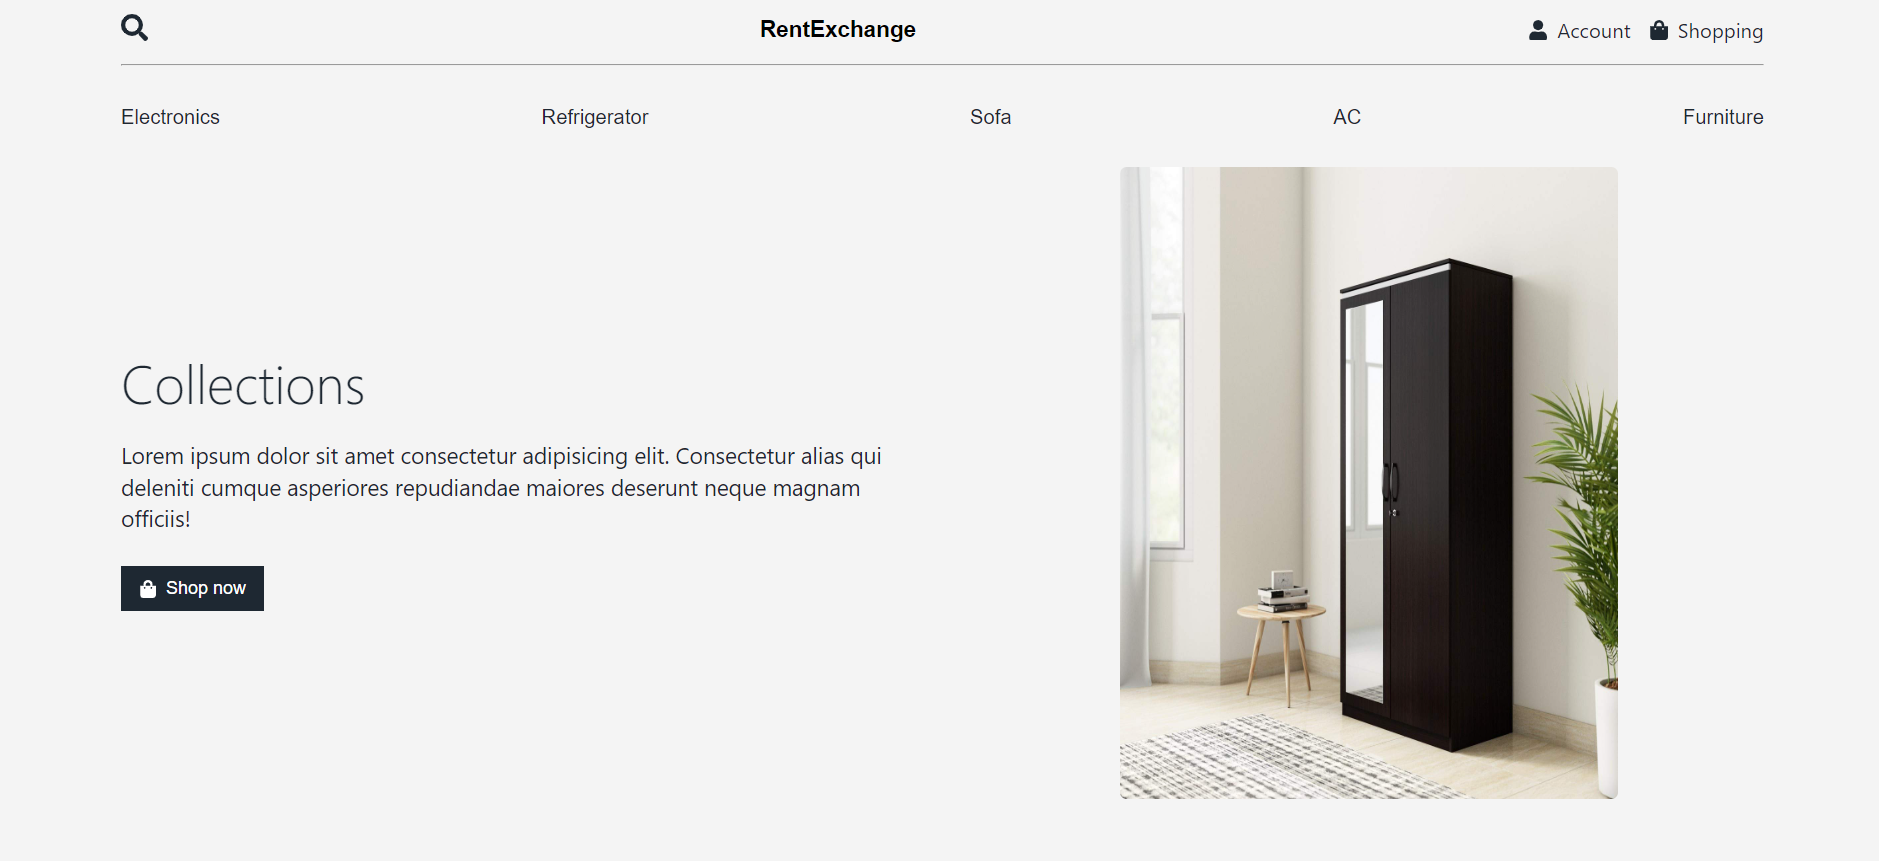 RentExchange
Account
Shopping
Electronics
Refrigerator
Sofa
AC
Furniture
Collections
Lorem ipsum dolor sit amet consectetur adipisicing elit. Consectetur alias qui
deleniti cumque asperiores repudiandae maiores deserunt neque magnam
officiis!
Shop now